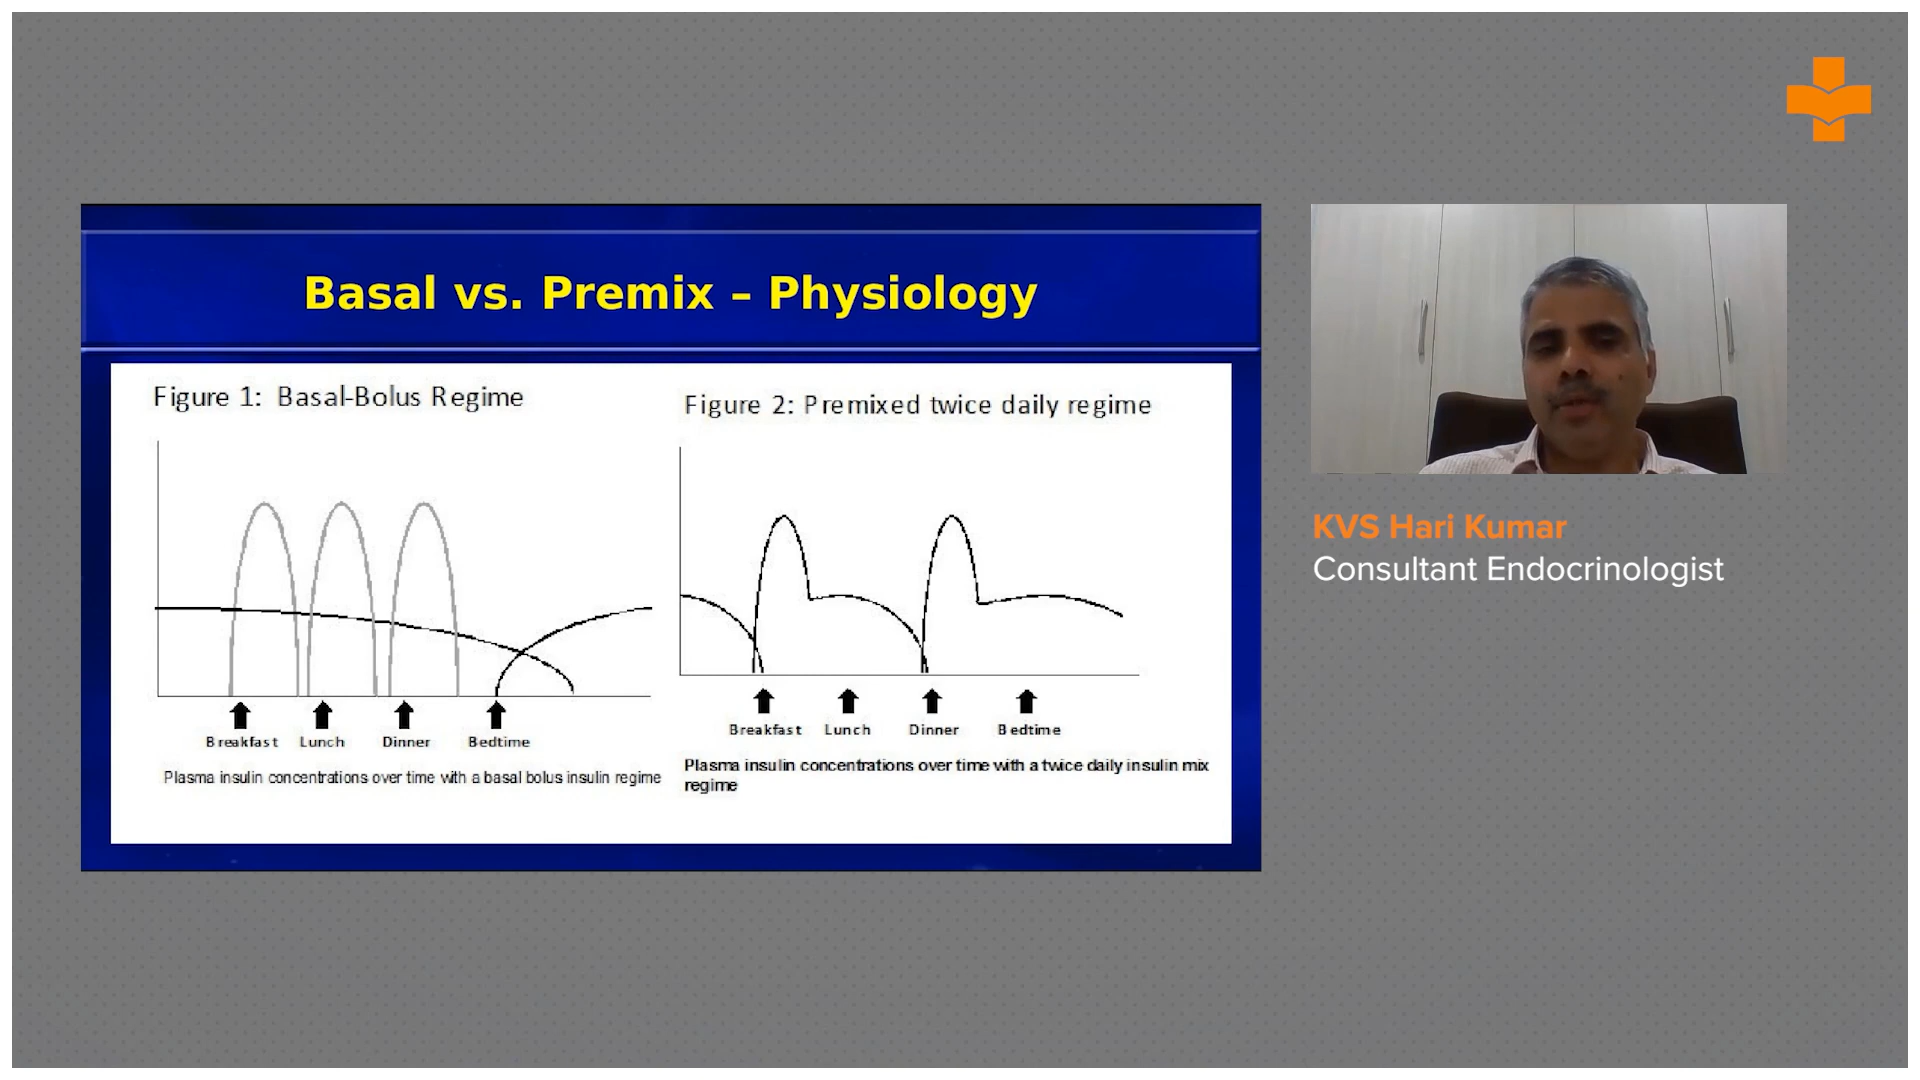 Basal vs. Premix – Physiology
Figure 1: Basal-Bolus Regime
Breakfast Lunch Dinner Bedtime
Plasma insulin concentrations over time with a basal bolus insulin regime
Figure 2: Premixed twice daily regime
Breakfast Lunch Dinner Bedtime
Plasma insulin concentrations over time with a twice daily insulin mix
regime
KVS Hari Kumar
Consultant Endocrinologist